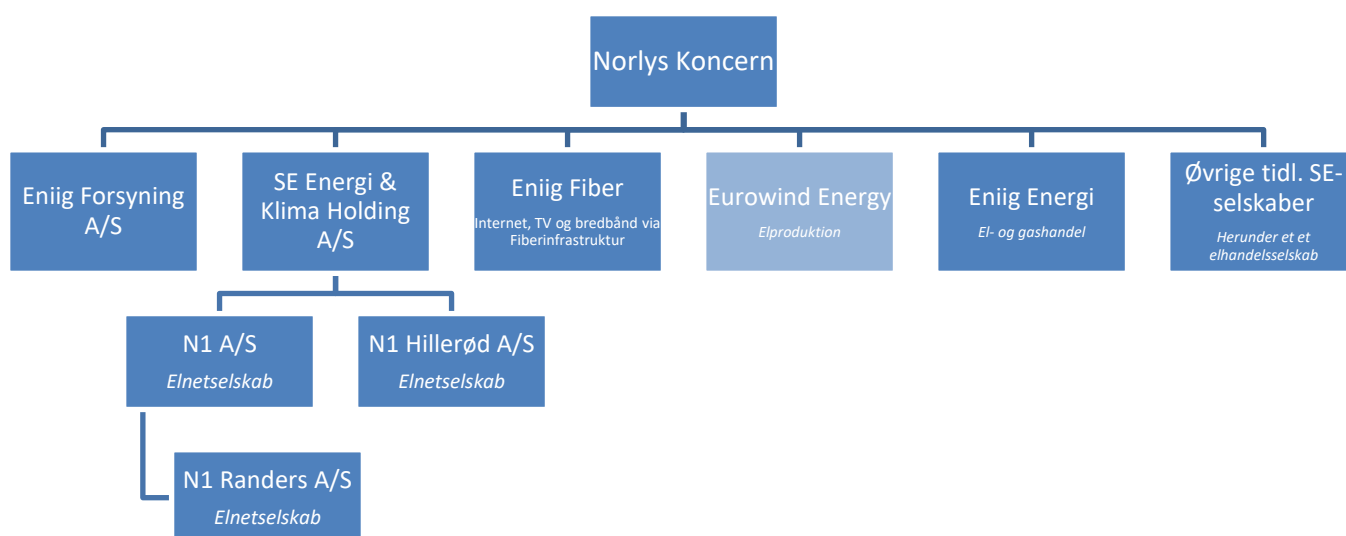 Norlys Koncern
Eniig Forsyning
A/S
SE Energi &
Klima Holding
A/S
Eniig Fiber
Internet, TV og bredbånd via
Fiberinfrastruktur
Eurowind Energy
Elproduktion
Eniig Energi
El- og gashandel
Øvrige tidl. SE-
selskaber
Herunder et et
elhandelsselskab
N1 A/S
Elnetselskab
N1 Hillerød A/S
Elnetselskab
N1 Randers A/S
Elnetselskab